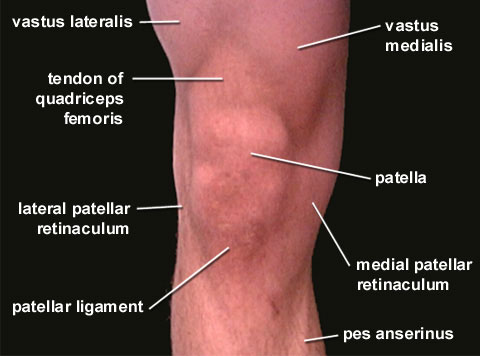 vastus lateralis
vastus
medialis
tendon of
quadriceps
femoris
patella
lateral patellar
retinaculum
medial patellar
retinaculum
patellar ligament
pes anserinus